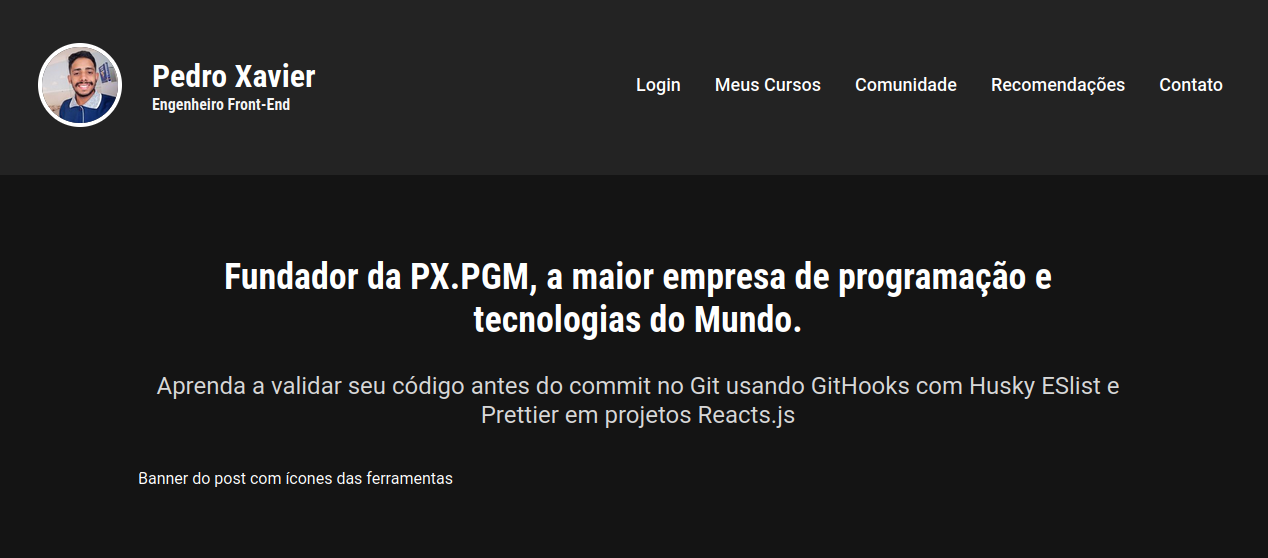 Pedro Xavier
Engenheiro Front-End
Login
Meus Cursos
Comunidade
Recomendações
Contato
Fundador da PX.PGM, a maior empresa de programação e
tecnologias do Mundo.
Aprenda a validar seu código antes do commit no Git usando GitHooks com Husky ESlist e
Prettier em projetos Reacts.js
Banner do post com ícones das ferramentas